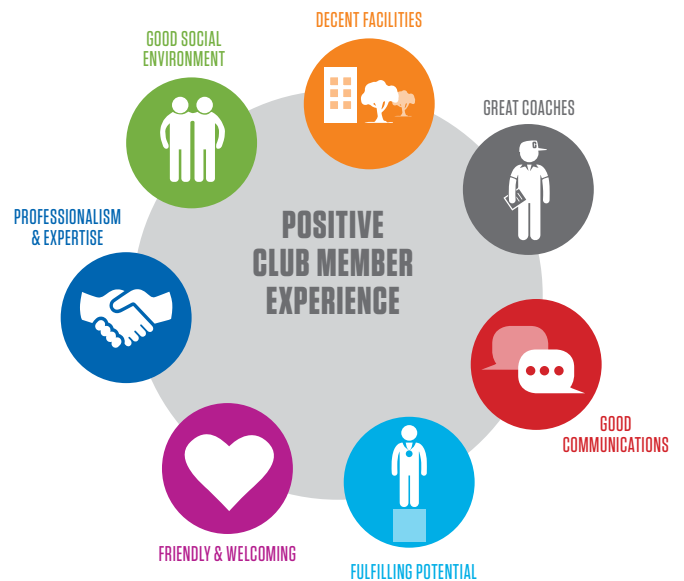 DECENT FACILITIES
GOOD SOCIAL
ENVIRONMENT
GREAT COACHES
PROFESSIONALISM
& EXPERTISE
POSITIVE
CLUB MEMBER
EXPERIENCE
GOOD
COMMUNICATIONS
FRIENDLY & WELCOMING
FULFILLING POTENTIAL